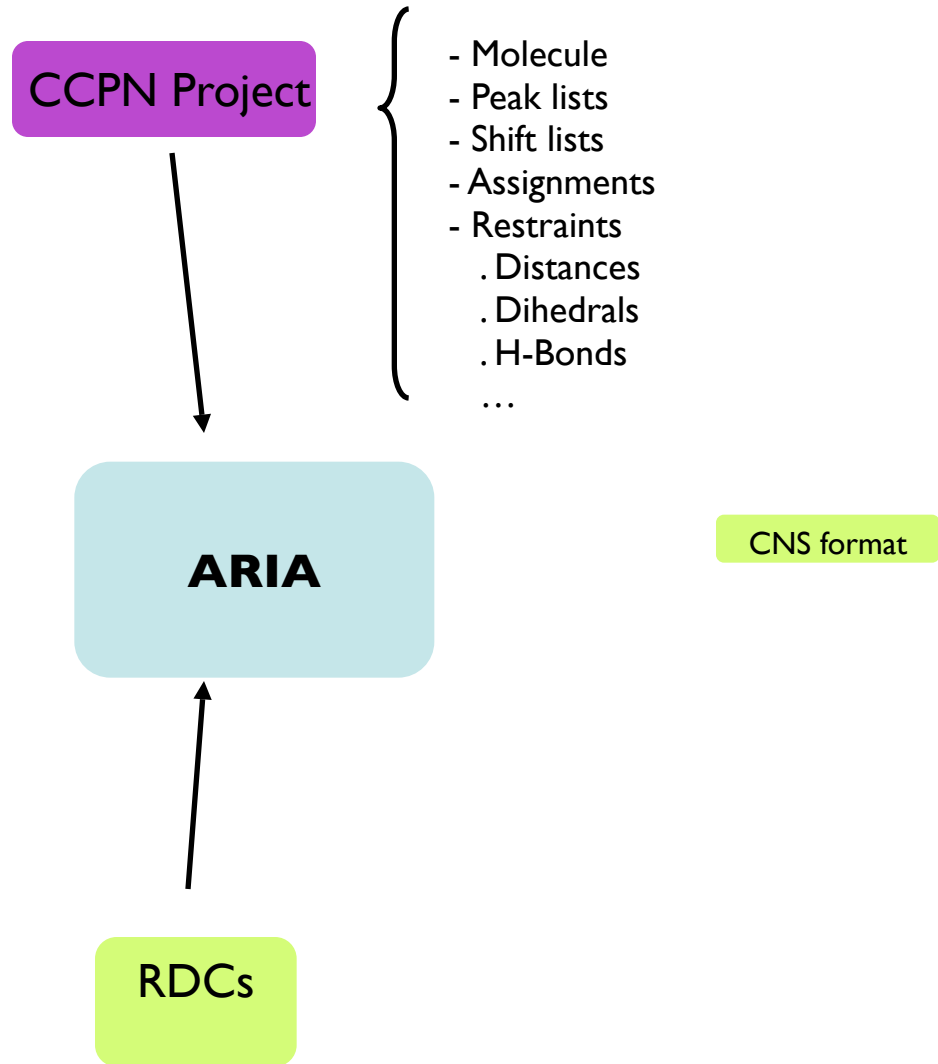 CCPN Project
- Molecule
- Peak lists
- Shift lists
- Assignments
- Restraints
. Distances
. Dihedrals
. H-Bonds
…
ARIA
CNS format
RDCs